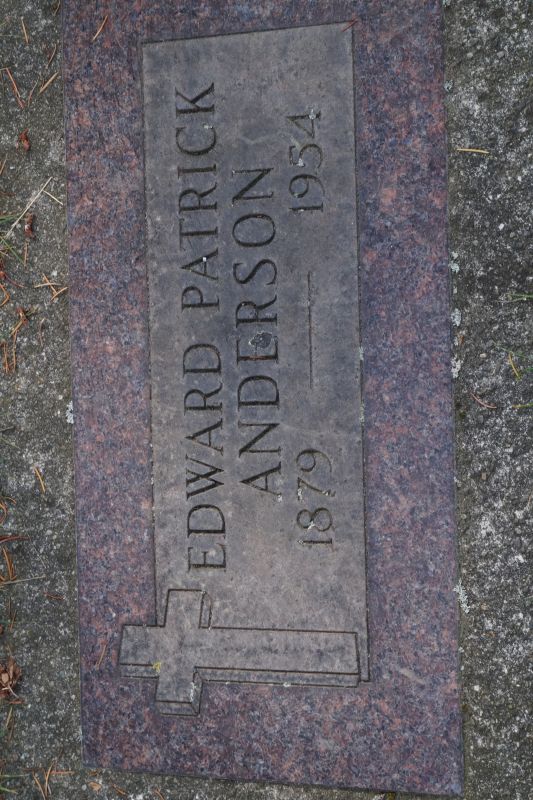 EDWARD PATRICK
ANDERSON
1879 — 1954